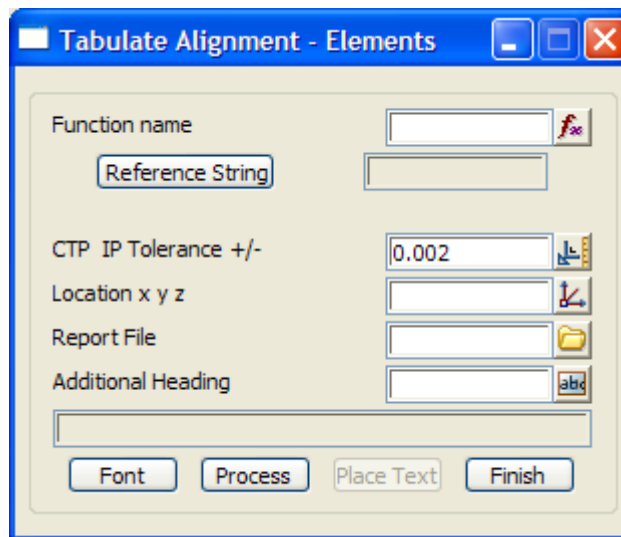 Tabulate Alignment - Elements
Function name
Reference String
CTP IP Tolerance +/- 0.002
Location x y z
Report File
Additional Heading abc
Font Process Place Text Finish